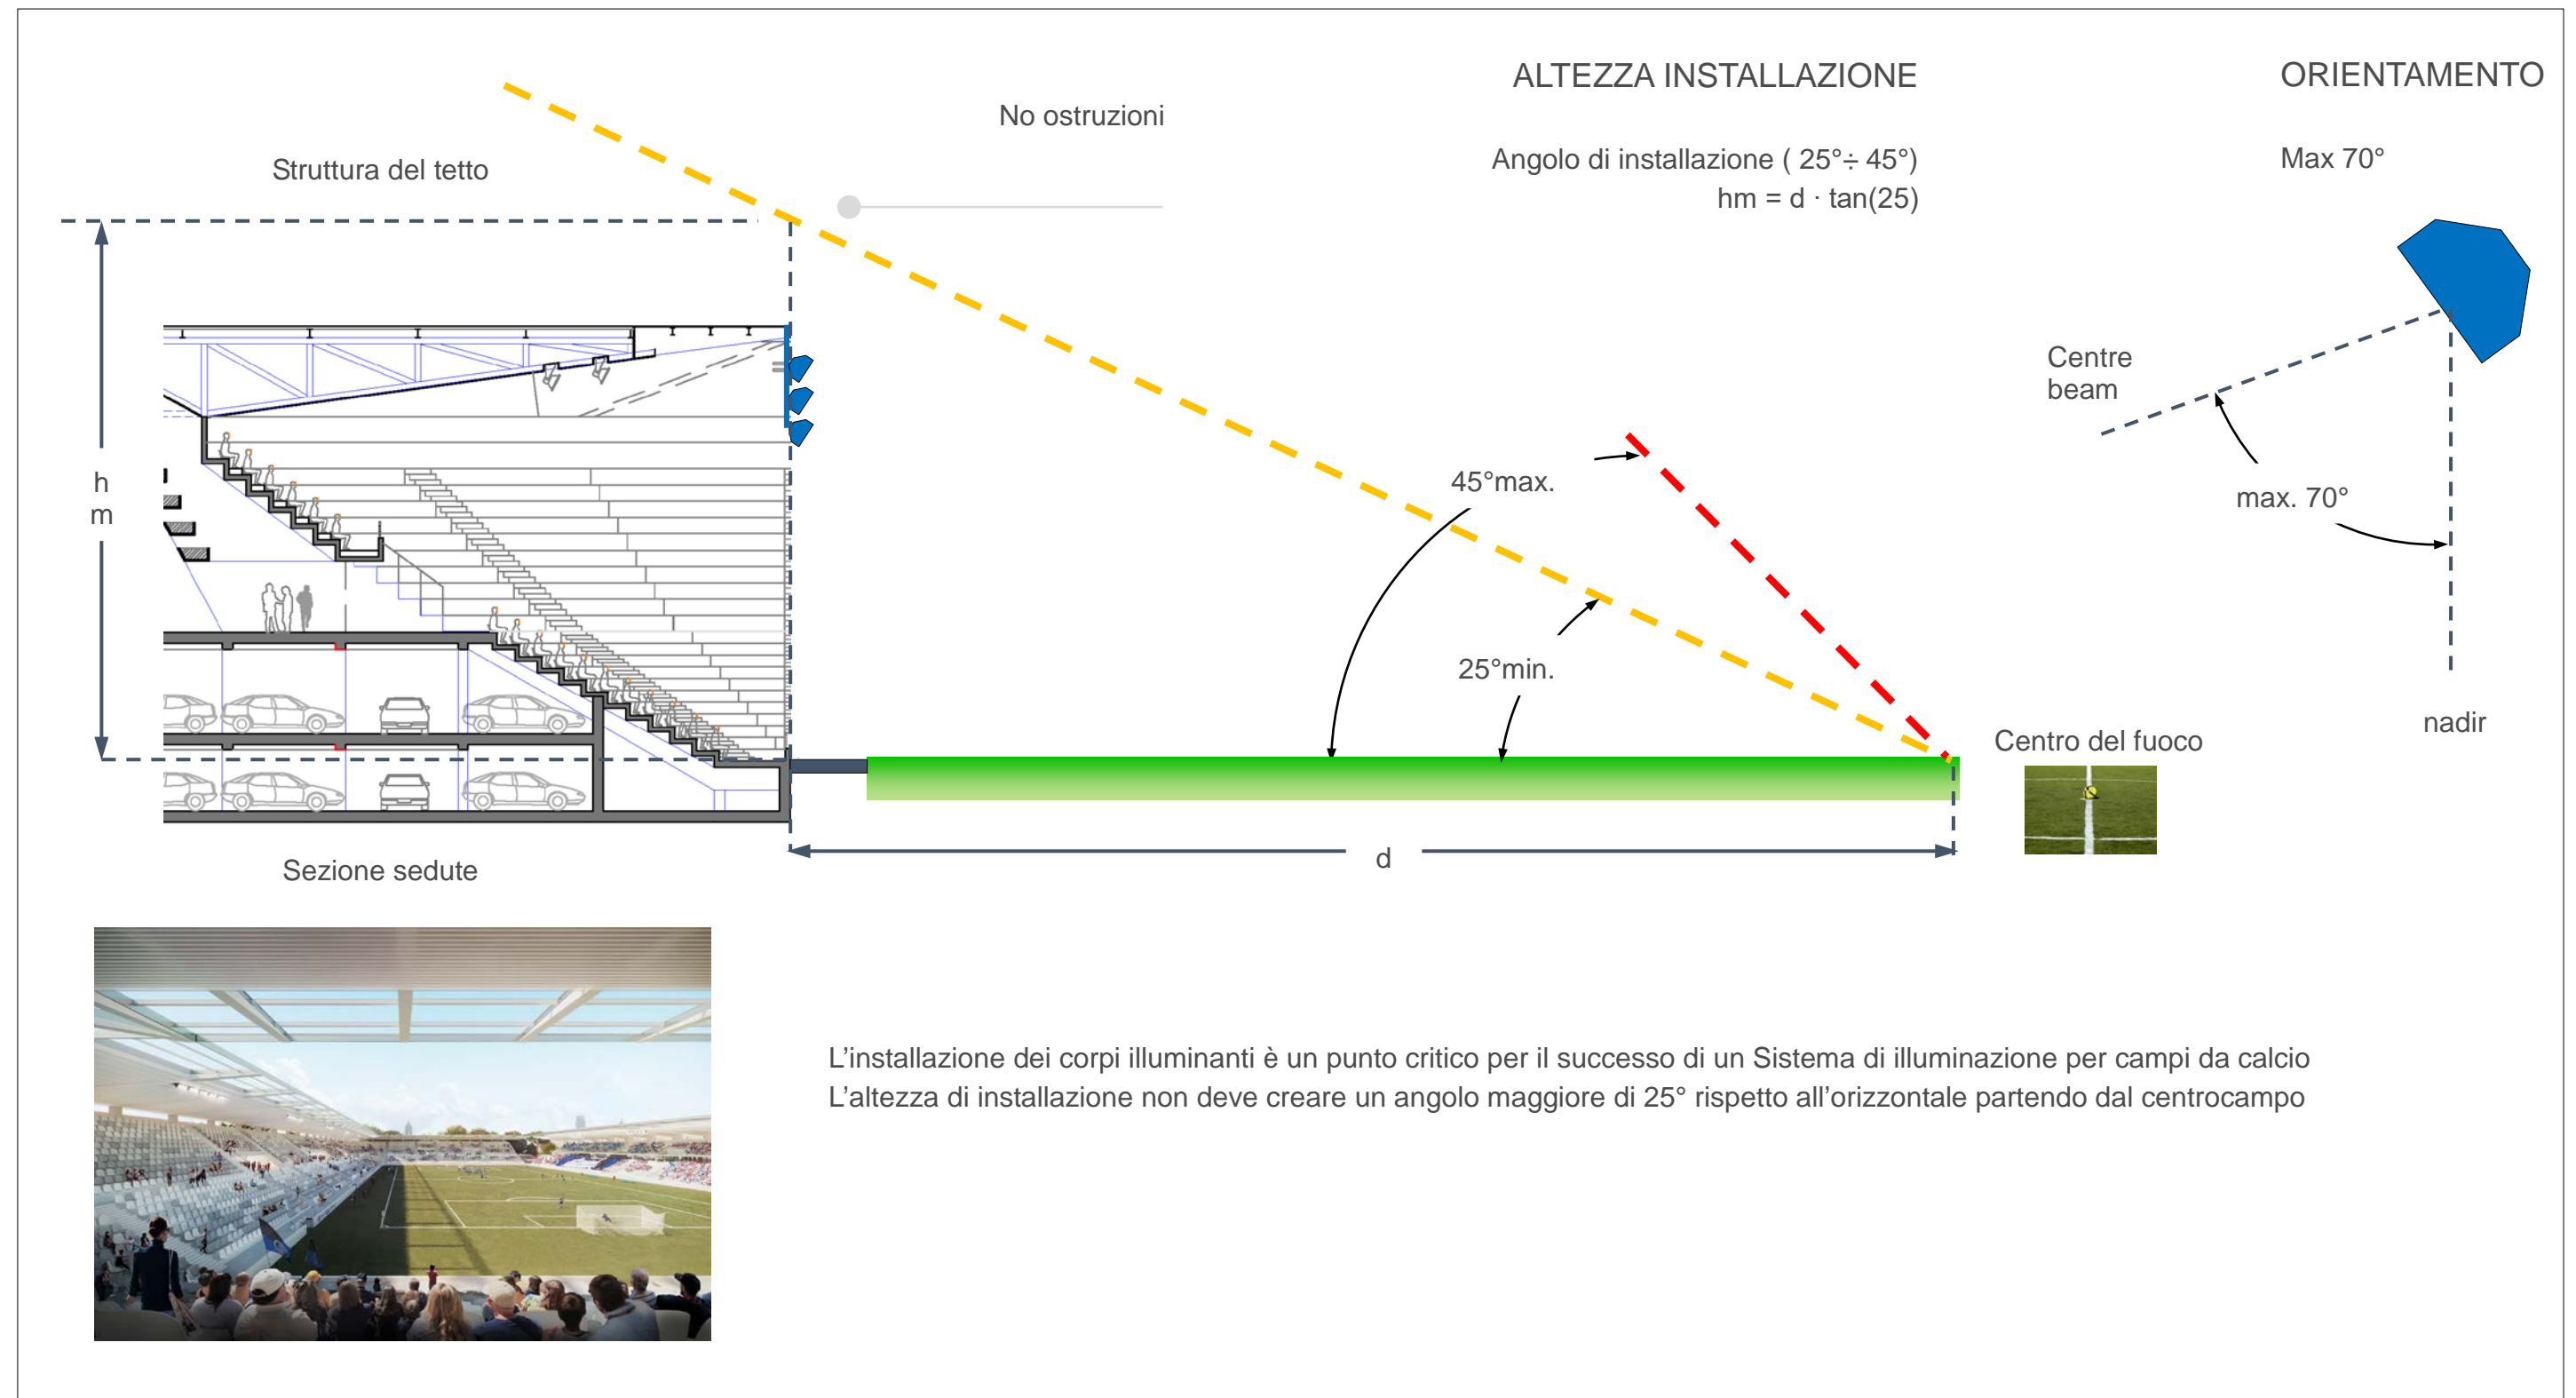 ALTEZZA INSTALLAZIONE
ORIENTAMENTO
No ostruzioni
Struttura del tetto
Angolo di installazione ( 25°÷ 45°)
hm = d · tan(25)
Max 70°
Centre
beam
h
m
45°max.
max. 70°
25°min.
nadir
Centro del fuoco
d
Sezione sedute
L’installazione dei corpi illuminanti è un punto critico per il successo di un Sistema di illuminazione per campi da calcio
L’altezza di installazione non deve creare un angolo maggiore di 25° rispetto all’orizzontale partendo dal centrocampo